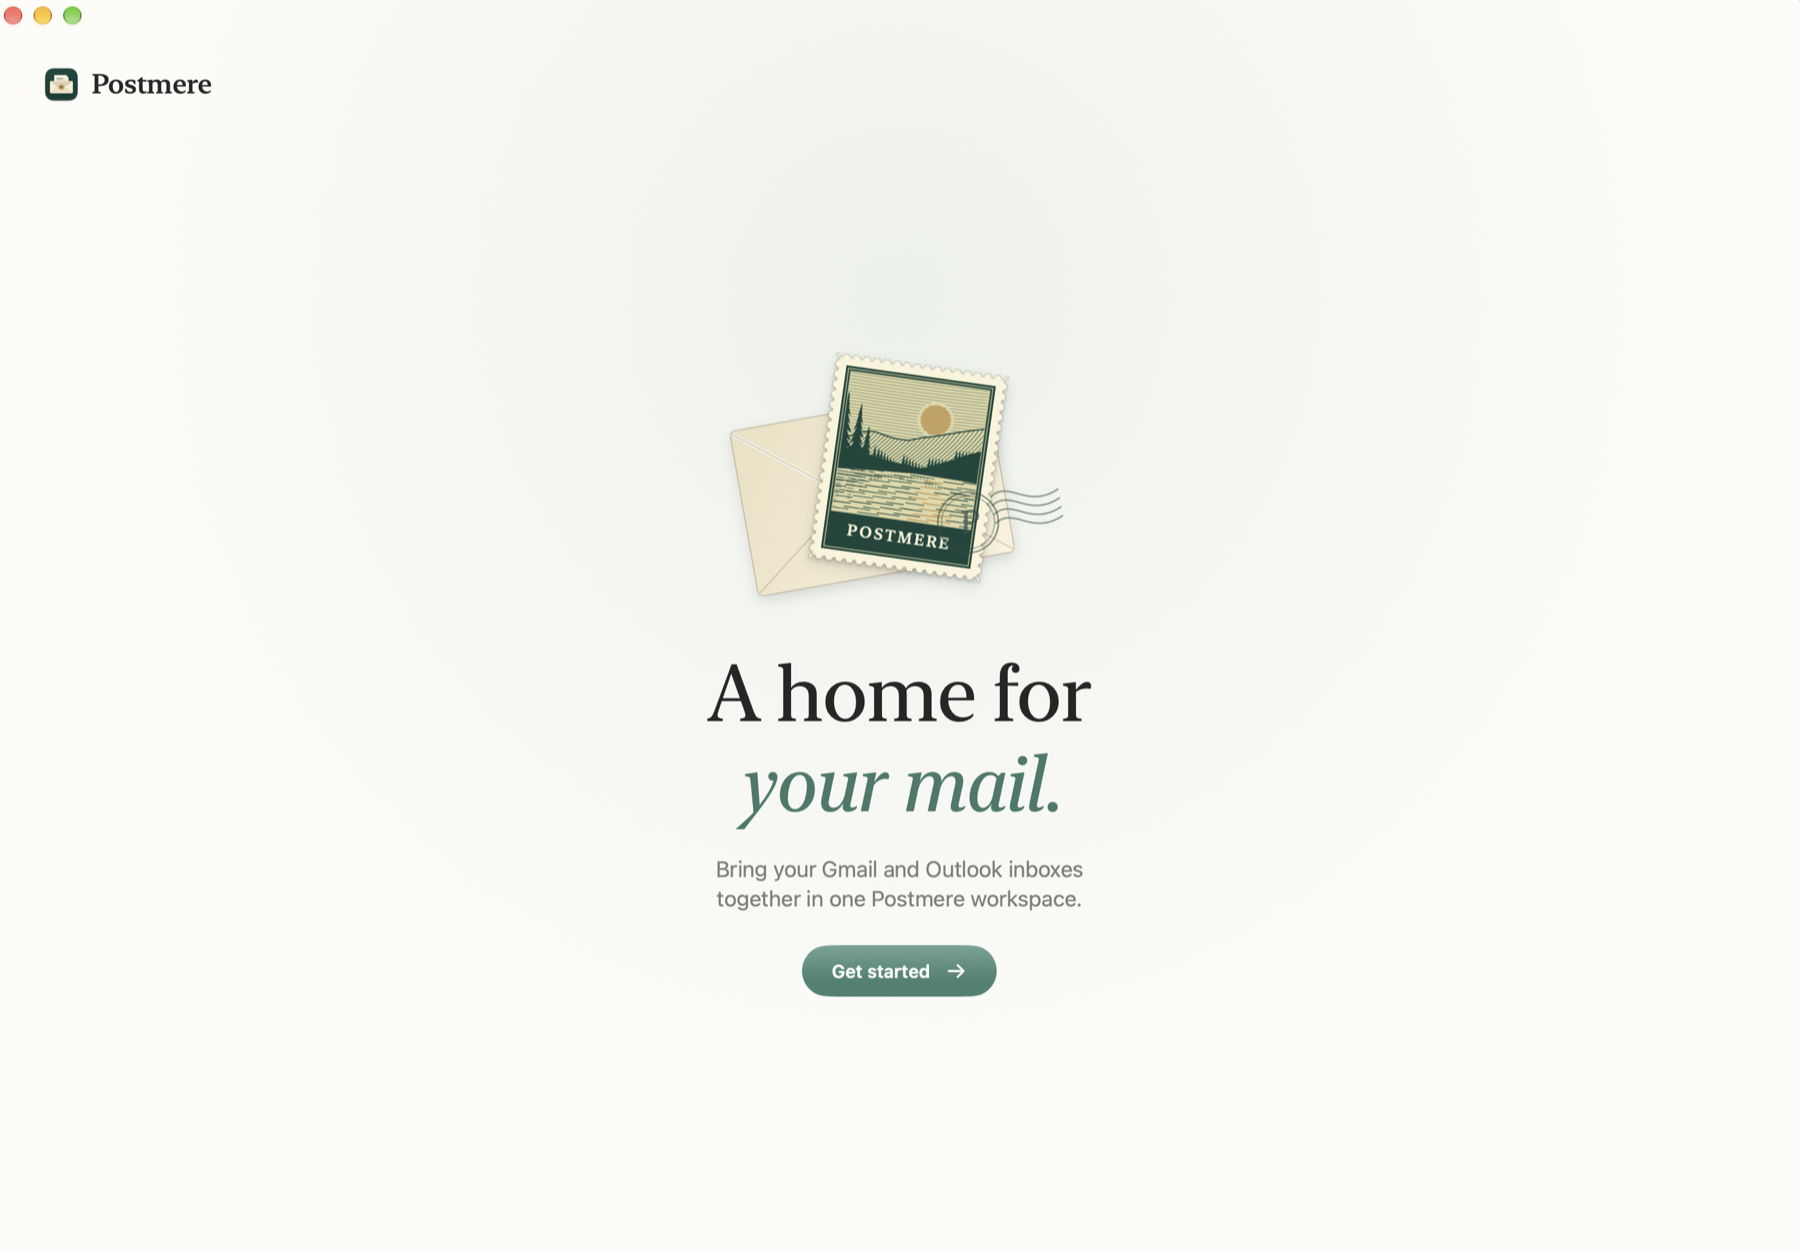 Postmere
POSTMERE
A home for
your mail.
Bring your Gmail and Outlook inboxes
together in one Postmere workspace.
Get started →